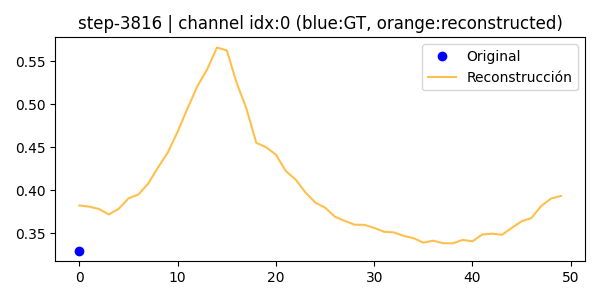 step-3816 | channel idx:0 (blue:GT, orange:reconstructed)
Original
Reconstrucción
0.55
0.50
0.45
0.40
0.35
0 10 20 30 40 50